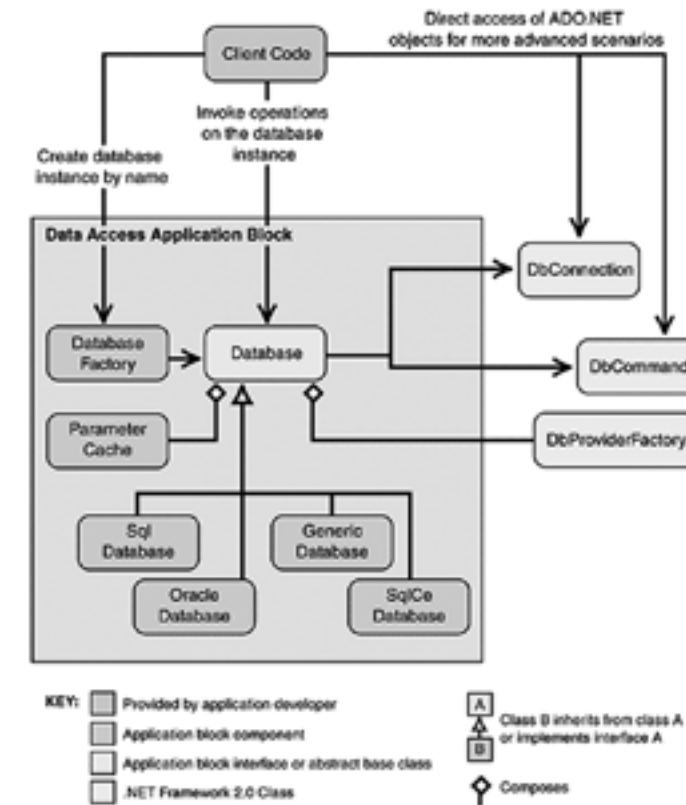 Direct access of ADO.NET
objects for more advanced scenarios
Client Code
Invoke operations
on the database
instance
Create database
instance by name
Data Access Application Block
DbConnection
Database
Factory
Database
DbCommand
Parameter
Cache
DbProviderFactory
Sql
Database
Generic
Database
Oracle
Database
SqlCe
Database
KEY:
Provided by application developer
Application block component
Application block interface or abstract base class
.NET Framework 2.0 Class
A
B
Class B inherits from class A
or implements interface A
Composes